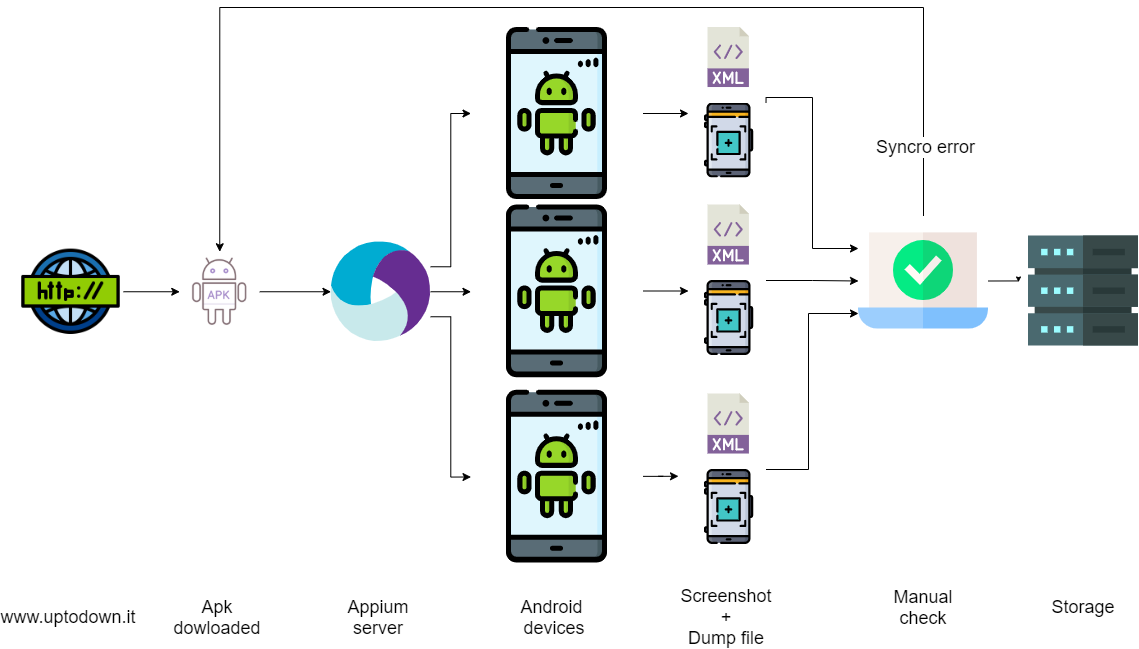 XML
Syncro error
XML
http://
APK
XML
www.uptodown.it
Apk
dowloaded
Appium
server
Android
devices
Screenshot
+
Dump file
Manual
check
Storage